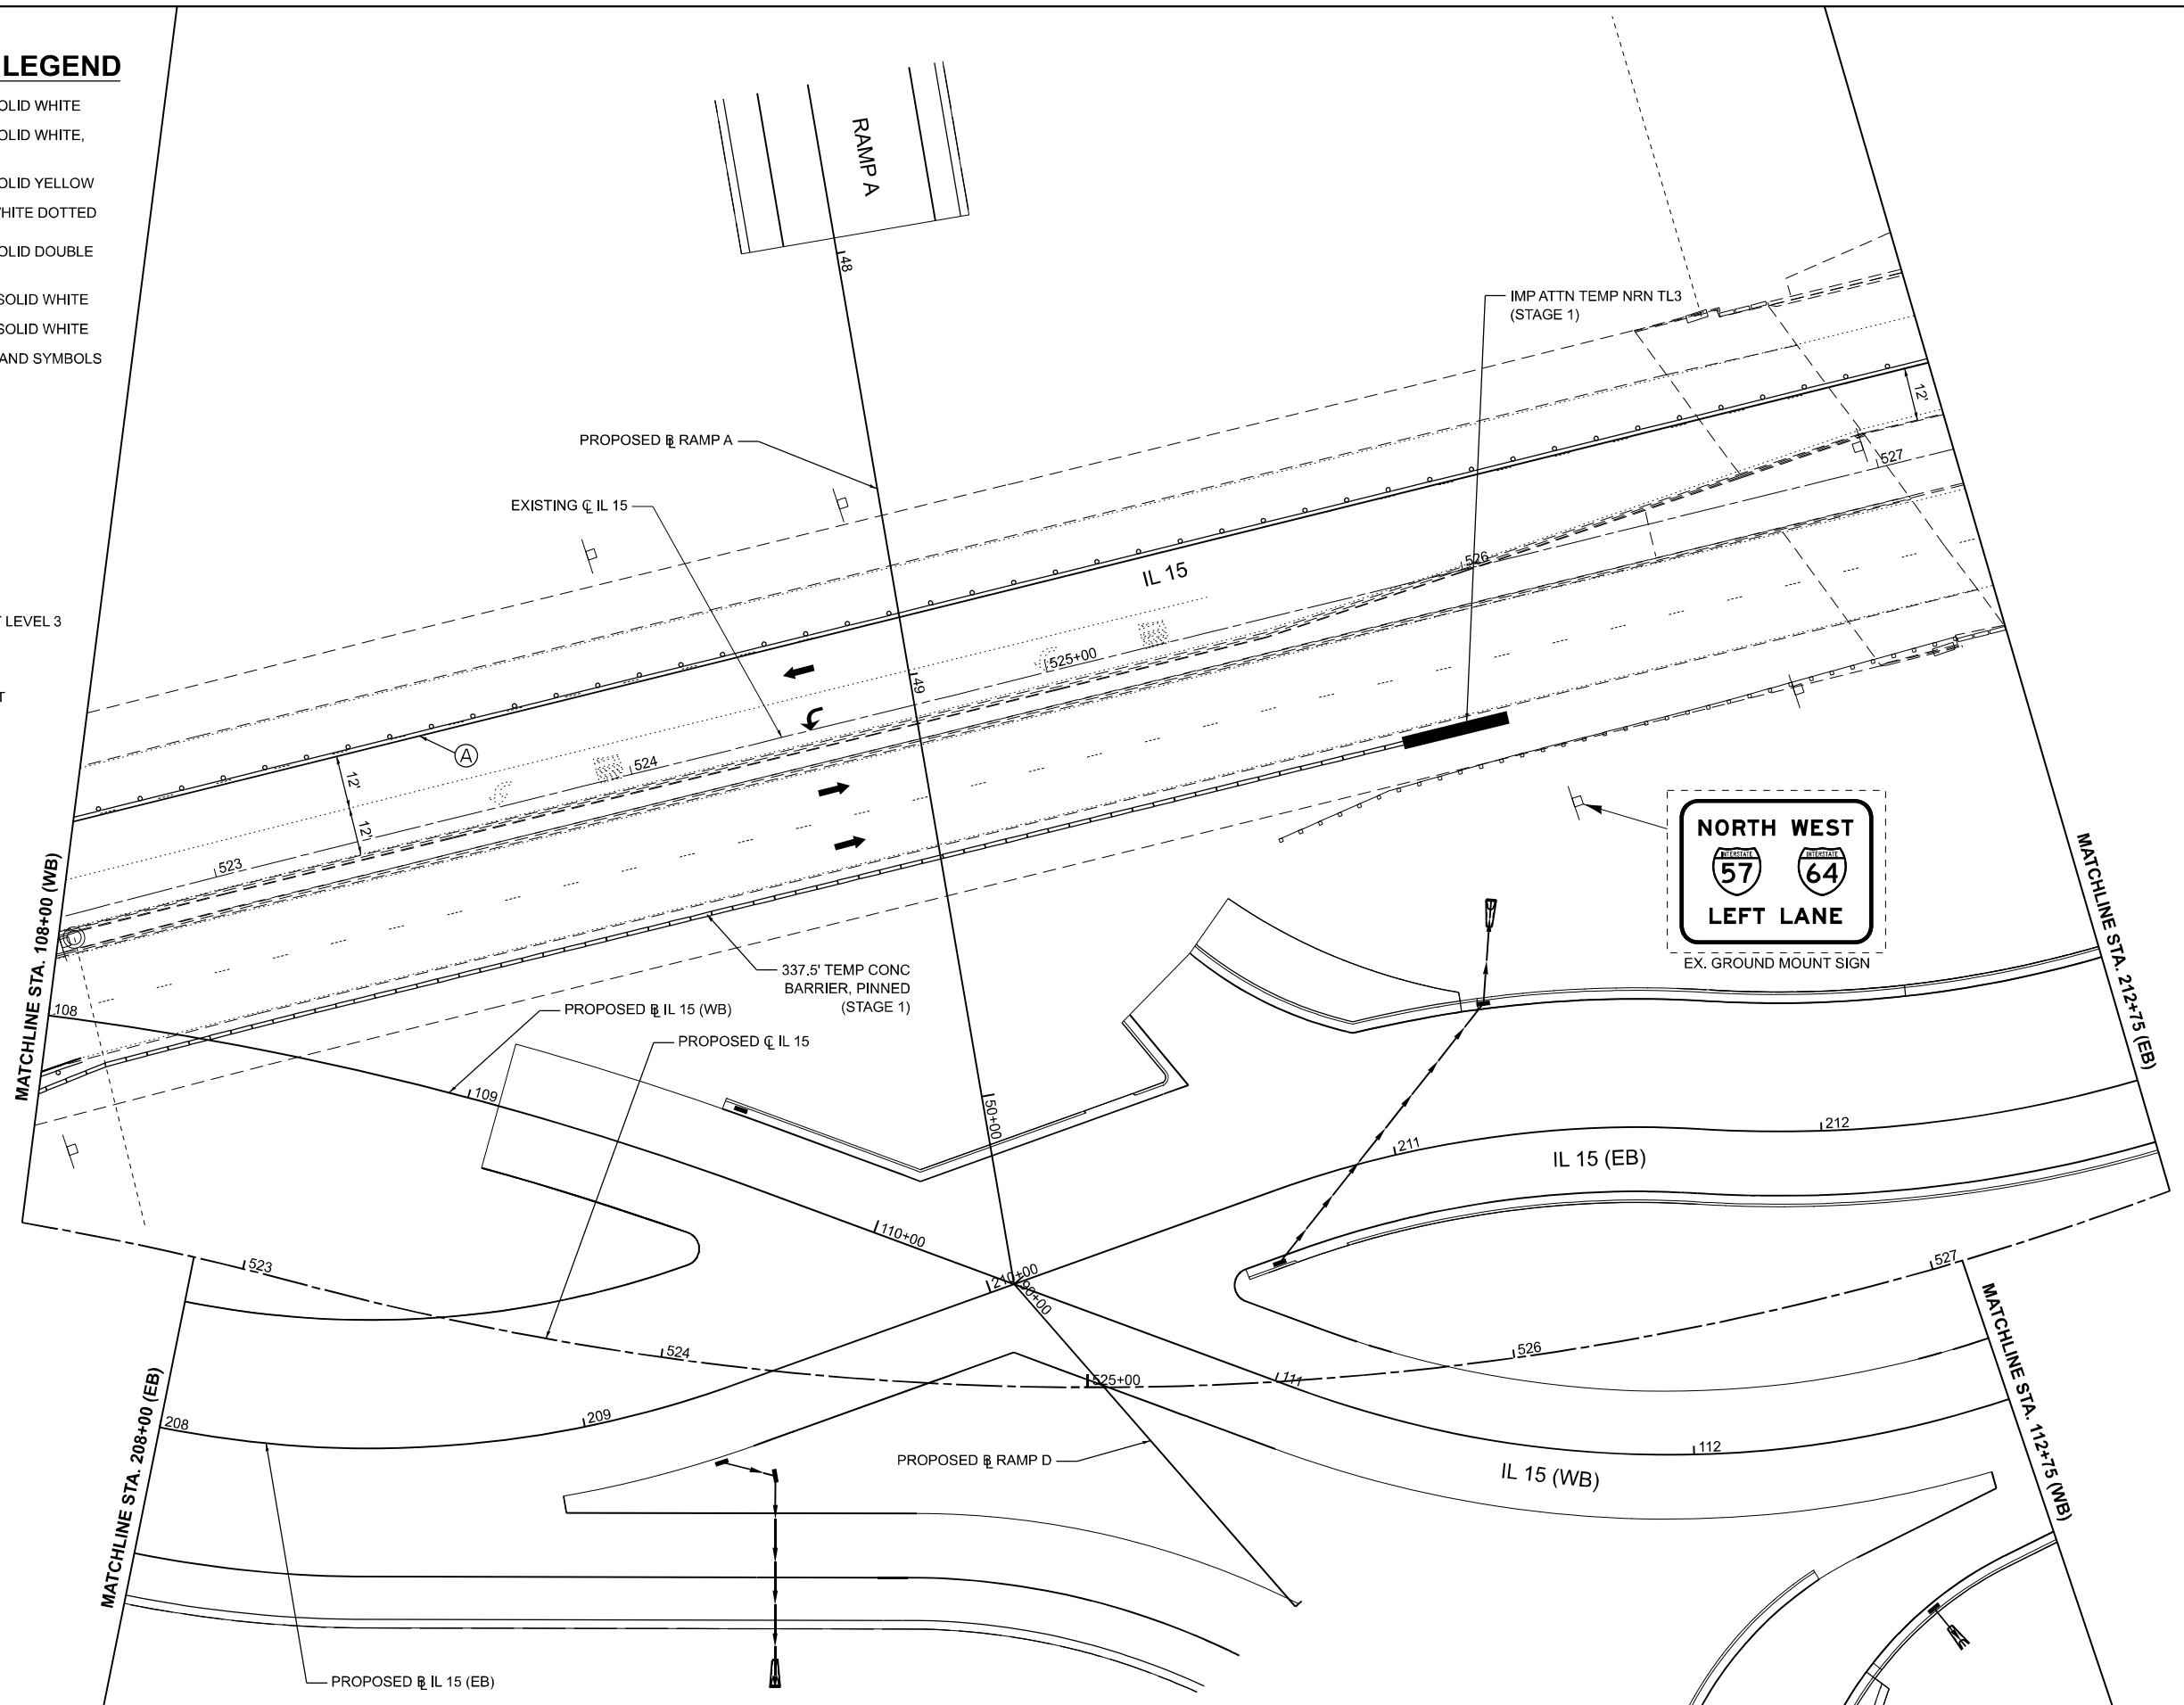 LEGEND
OLID WHITE
OLID WHITE,
OLID YELLOW
HITE DOTTED
OLID DOUBLE
SOLID WHITE
SOLID WHITE
AND SYMBOLS
LEVEL 3
T
RAMP A
48
IMP ATTN TEMP NRN TL3
(STAGE 1)
PROPOSED ⅊ RAMP A
EXISTING ℄ IL 15
12'
527
526
IL 15
525+00
49
A
524
12'
12'
523
NORTH WEST
INTERSTATE 57
INTERSTATE 64
LEFT LANE
EX. GROUND MOUNT SIGN
MATCHLINE STA. 108+00 (WB)
MATCHLINE STA. 212+75 (EB)
337.5' TEMP CONC
BARRIER, PINNED
(STAGE 1)
108
PROPOSED ⅊ IL 15 (WB)
PROPOSED ℄ IL 15
109
50+00
211
212
IL 15 (EB)
110+00
523
210+00
90+00
527
524
525+00
111
526
MATCHLINE STA. 208+00 (EB)
MATCHLINE STA. 112+75 (WB)
208
209
112
PROPOSED ⅊ RAMP D
IL 15 (WB)
PROPOSED ⅊ IL 15 (EB)